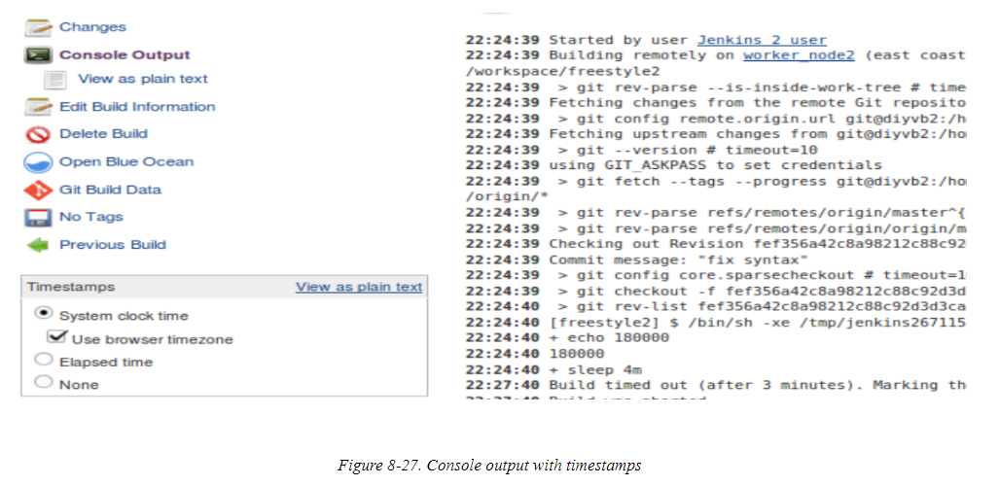 Changes
Console Output
View as plain text
Edit Build Information
Delete Build
Open Blue Ocean
Git Build Data
No Tags
Previous Build
Timestamps View as plain text
System clock time
Use browser timezone
Elapsed time
None
22:24:39 Started by user Jenkins 2 user
22:24:39 Building remotely on worker_node2 (east coast
/workspace/freestyle2
22:24:39 > git rev-parse --is-inside-work-tree # time
22:24:39 Fetching changes from the remote Git reposito
22:24:39 > git config remote.origin.url git@diyvb2:/h
22:24:39 Fetching upstream changes from git@diyvb2:/ho
22:24:39 > git --version # timeout=10
22:24:39 using GIT_ASKPASS to set credentials
22:24:39 > git fetch --tags --progress git@diyvb2:/ho
/origin/*
22:24:39 > git rev-parse refs/remotes/origin/master^{
22:24:39 > git rev-parse refs/remotes/origin/origin/m
22:24:39 Checking out Revision fef356a42c8a98212c88c92
22:24:39 Commit message: "fix syntax"
22:24:39 > git config core.sparsecheckout # timeout=1
22:24:39 > git checkout -f fef356a42c8a98212c88c92d3d
22:24:40 > git rev-list fef356a42c8a98212c88c92d3d3ca
22:24:40 [freestyle2] $ /bin/sh -xe /tmp/jenkins267115
22:24:40 + echo 180000
22:24:40 180000
22:24:40 + sleep 4m
22:27:40 Build timed out (after 3 minutes). Marking th
Figure 8-27. Console output with timestamps